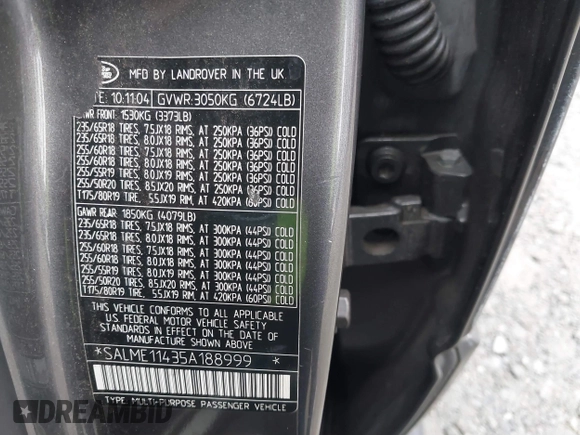 MFD BY LANDROVER IN THE UK
E: 10:11:04 GVWR:3050KG (6724LB)
GAWR FRONT: 1530KG (3373LB)
235/65R18 TIRES, 7.5JX18 RIMS, AT 250KPA (36PSI) COLD
235/65R18 TIRES, 8.0JX18 RIMS, AT 250KPA (36PSI) COLD
255/60R18 TIRES, 7.5JX18 RIMS, AT 250KPA (36PSI) COLD
255/60R18 TIRES, 8.0JX18 RIMS, AT 250KPA (36PSI) COLD
255/55R19 TIRES, 8.0JX19 RIMS, AT 250KPA (36PSI) COLD
255/50R20 TIRES, 8.5JX20 RIMS, AT 250KPA (36PSI) COLD
T175/80R19 TIRE, 5.5JX19 RIM, AT 420KPA (60PSI) COLD
GAWR REAR: 1850KG (4079LB)
235/65R18 TIRES, 7.5JX18 RIMS, AT 300KPA (44PSI) COLD
235/65R18 TIRES, 8.0JX18 RIMS, AT 300KPA (44PSI) COLD
255/60R18 TIRES, 7.5JX18 RIMS, AT 300KPA (44PSI) COLD
255/60R18 TIRES, 8.0JX18 RIMS, AT 300KPA (44PSI) COLD
255/55R19 TIRES, 8.0JX19 RIMS, AT 300KPA (44PSI) COLD
255/50R20 TIRES, 8.5JX20 RIMS, AT 300KPA (44PSI) COLD
T175/80R19 TIRE, 5.5JX19 RIM, AT 420KPA (60PSI) COLD
THIS VEHICLE CONFORMS TO ALL APPLICABLE
U.S. FEDERAL MOTOR VEHICLE SAFETY
STANDARDS IN EFFECT ON THE DATE OF
MANUFACTURE SHOWN ABOVE
*SALME11435A188999 *
TYPE: MULTI-PURPOSE PASSENGER VEHICLE
DREAMBID